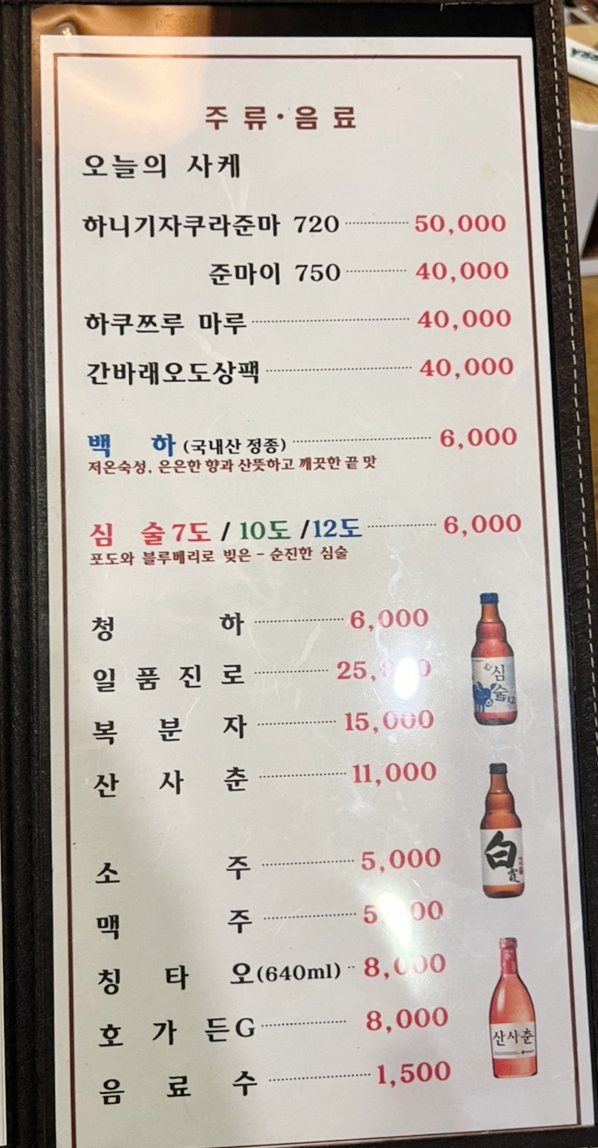 주류·음료
오늘의 사케
하니기자쿠라준마 720 50,000
준마이 750 40,000
하쿠쯔루 마루 40,000
간바래오도상팩 40,000
백 하 (국내산 정종) 6,000
저온숙성, 은은한 향과 산뜻하고 깨끗한 끝 맛
심 술 7도 / 10도 /12도 6,000
포도와 블루베리로 빚은 - 순진한 심술
청 하 6,000
일 품 진 로
복 분 자 15,000
산 사 춘 11,000
소 주 5,000
맥 주
칭 타 오(640ml) 8,000
호 가 든G 8,000
음 료 수 1,500
심술12
白霞
산사춘